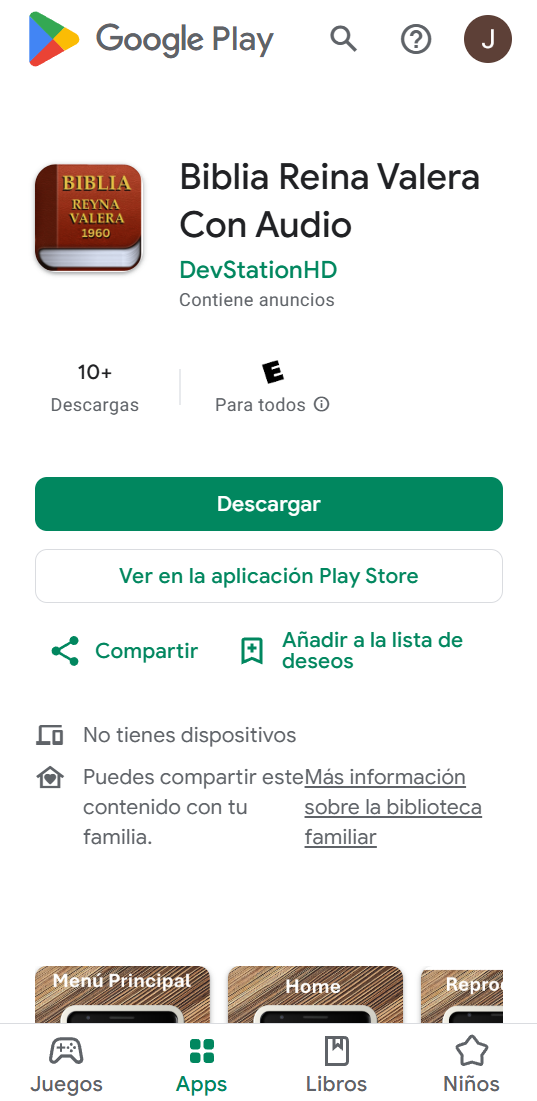 Google Play
J
Biblia Reina Valera
Con Audio
BIBLIA
REYNA
VALERA
1960
DevStationHD
Contiene anuncios
10+
Descargas
E
Para todos
Descargar
Ver en la aplicación Play Store
Compartir
Añadir a la lista de
deseos
No tienes dispositivos
Puedes compartir este
contenido con tu
familia.
Más información
sobre la biblioteca
familiar
Menú Principal
Home
Juegos
Apps
Libros
Niños